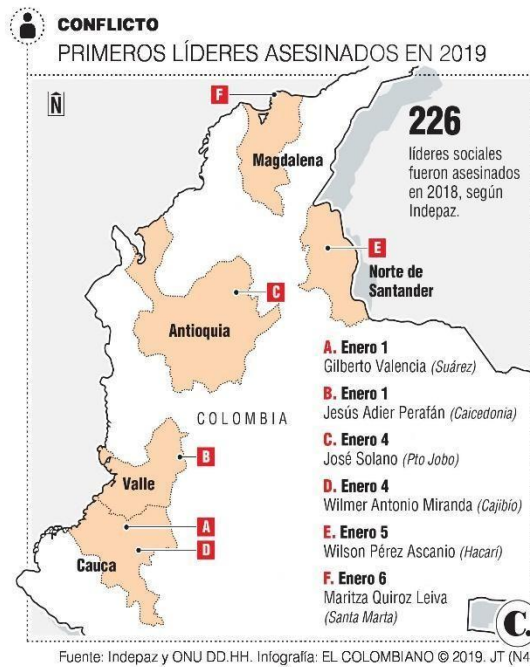 CONFLICTO
PRIMEROS LÍDERES ASESINADOS EN 2019
N
F
Magdalena
226
líderes sociales
fueron asesinados
en 2018, según
Indepaz.
E
Norte de
Santander
C
Antioquia
A. Enero 1
Gilberto Valencia (Suárez)
B. Enero 1
Jesús Adier Perafán (Caicedonia)
COLOMBIA
C. Enero 4
José Solano (Pto Jobo)
B
Valle
D. Enero 4
Wilmer Antonio Miranda (Cajibío)
A
D
Cauca
E. Enero 5
Wilson Pérez Ascanio (Hacarí)
F. Enero 6
Maritza Quiroz Leiva
(Santa Marta)
C.
Fuente: Indepaz y ONU DD.HH. Infografía: EL COLOMBIANO © 2019. JT (N4